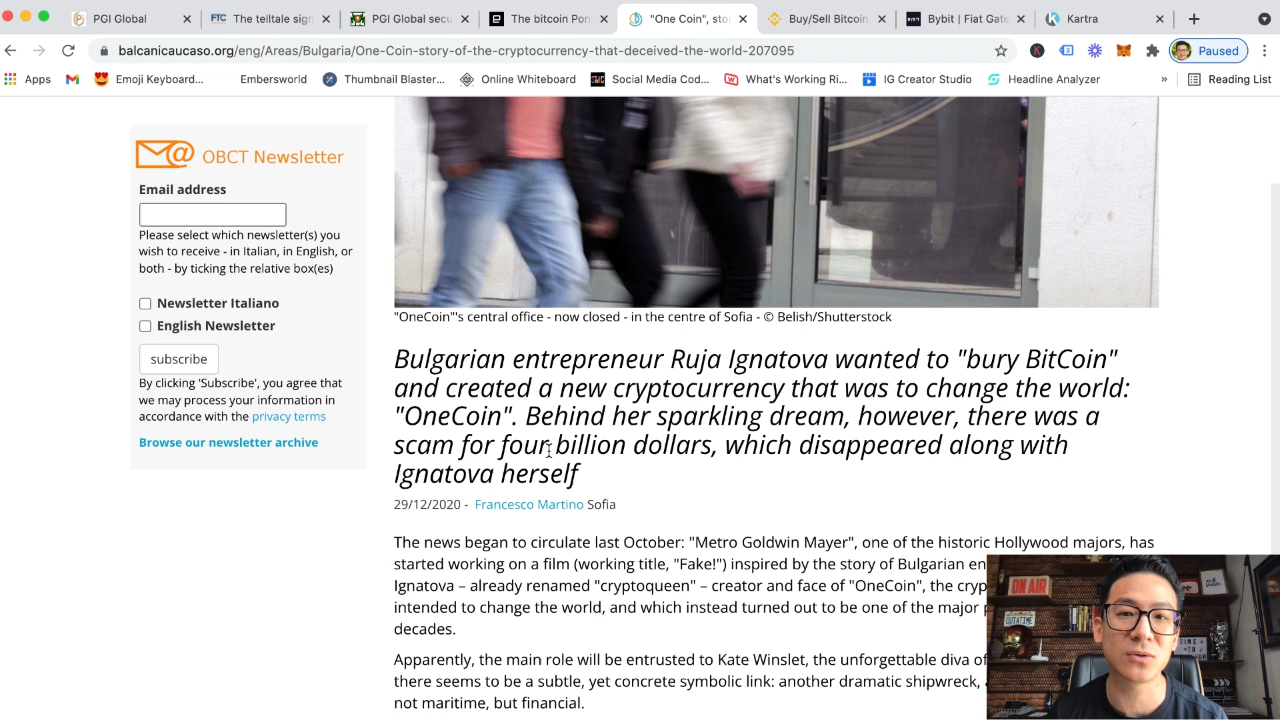 PGI Global
The telltale sign
PGI Global secu
The bitcoin Pon
"One Coin", sto
Buy/Sell Bitcoin
Bybit | Fiat Gate
Kartra
balcanicaucaso.org/eng/Areas/Bulgaria/One-Coin-story-of-the-cryptocurrency-that-deceived-the-world-207095
Paused
Apps
Emoji Keyboard...
Embersworld
Thumbnail Blaster...
Online Whiteboard
Social Media Cod...
What's Working Ri...
IG Creator Studio
Headline Analyzer
»
Reading List
OBCT Newsletter
Email address
Please select which newsletter(s) you
wish to receive - in Italian, in English, or
both - by ticking the relative box(es)
Newsletter Italiano
English Newsletter
subscribe
By clicking 'Subscribe', you agree that
we may process your information in
accordance with the privacy terms
Browse our newsletter archive
"OneCoin"'s central office - now closed - in the centre of Sofia - © Belish/Shutterstock
Bulgarian entrepreneur Ruja Ignatova wanted to "bury BitCoin"
and created a new cryptocurrency that was to change the world:
"OneCoin". Behind her sparkling dream, however, there was a
scam for four billion dollars, which disappeared along with
Ignatova herself
29/12/2020 - Francesco Martino Sofia
The news began to circulate last October: "Metro Goldwin Mayer", one of the historic Hollywood majors, has
started working on a film (working title, "Fake!") inspired by the story of Bulgarian en
Ignatova – already renamed "cryptoqueen" – creator and face of "OneCoin", the cryp
intended to change the world, and which instead turned out to be one of the major
decades.
Apparently, the main role will be entrusted to Kate Winslet, the unforgettable diva of
there seems to be a subtle, yet concrete symbolic link: another dramatic shipwreck,
not maritime, but financial.
ON AIR